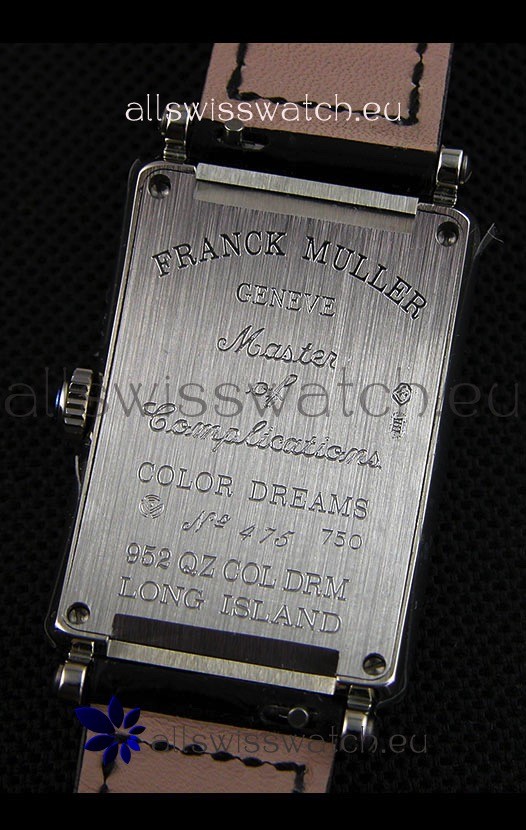 allswisswatch.eu
FRANCK MULLER
GENEVE
Master
of
allswisswatch.eu
Complications
COLOR DREAMS
Nº 475 750
952 QZ COL DRM
LONG ISLAND
allswisswatch.eu